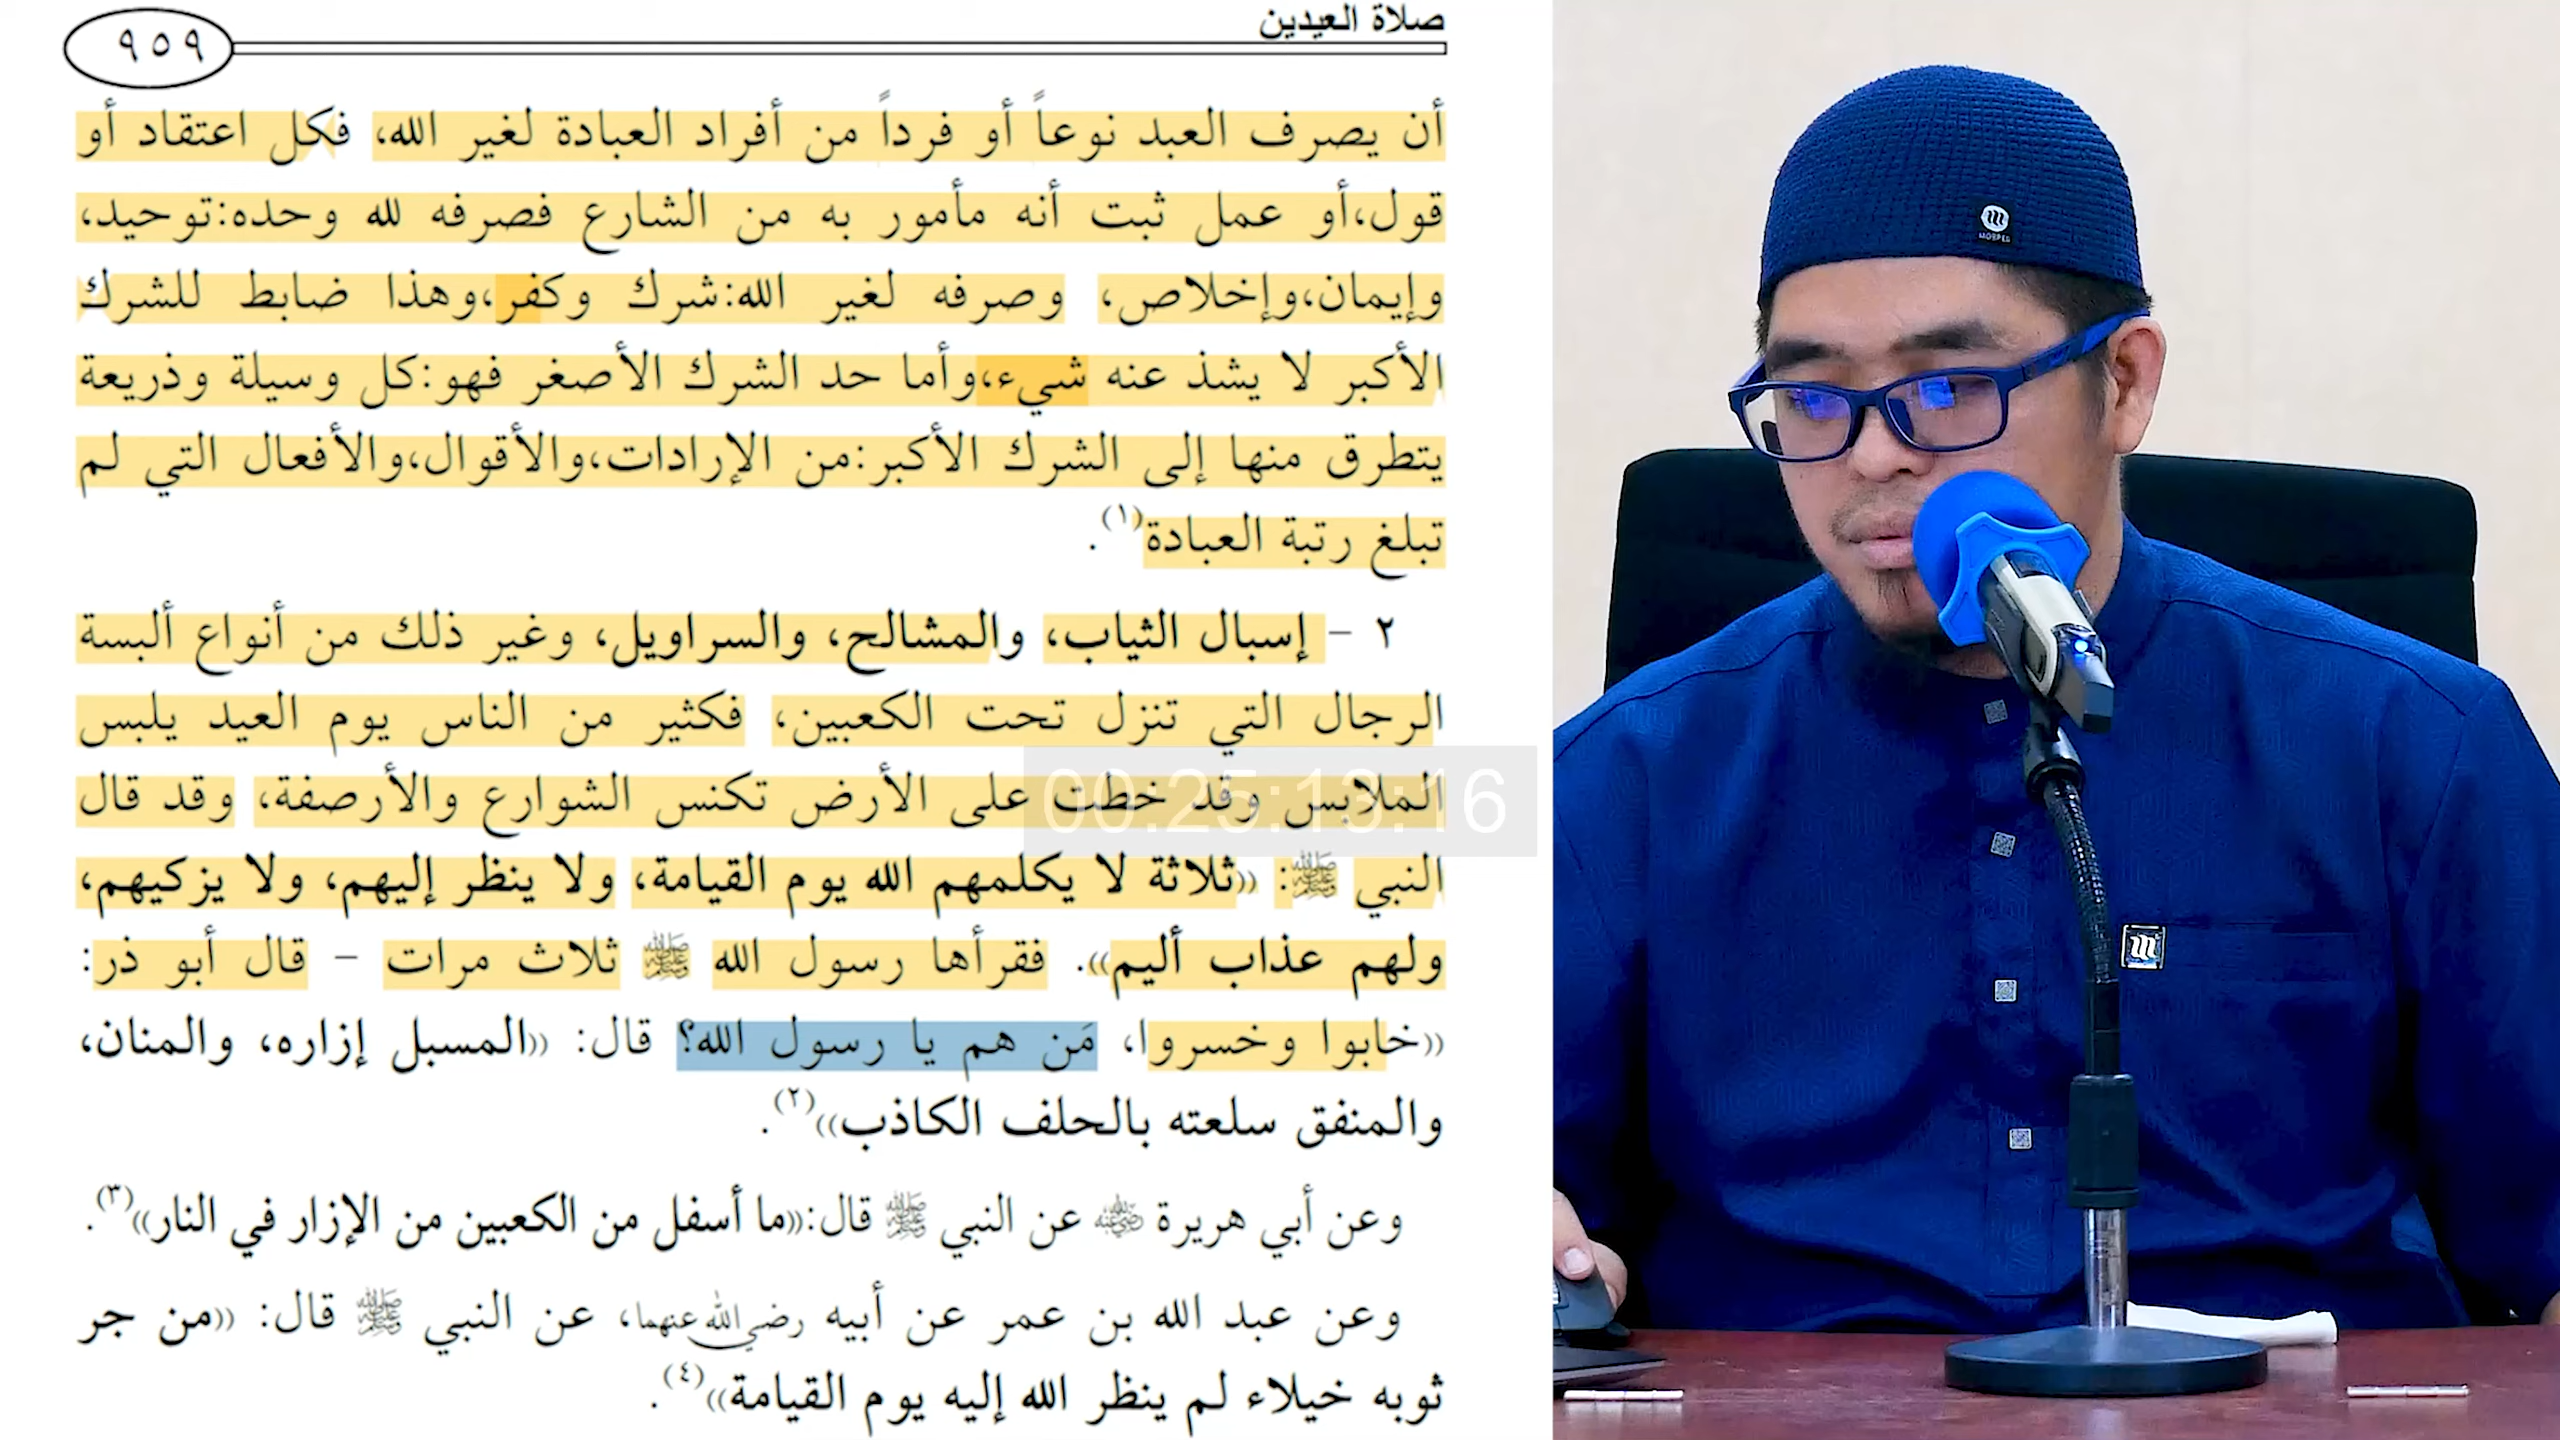 صلاة العيدين
٩٥٩
أن يصرف العبد نوعاً أو فرداً من أفراد العبادة لغير الله، فكل اعتقاد أو
قول،أو عمل ثبت أنه مأمور به من الشارع فصرفه لله وحده:توحيد،
وإيمان،وإخلاص، وصرفه لغير الله:شرك وكفر،وهذا ضابط للشرك
الأكبر لا يشذ عنه شيء،وأما حد الشرك الأصغر فهو:كل وسيلة وذريعة
يتطرق منها إلى الشرك الأكبر:من الإرادات،والأقوال،والأفعال التي لم
تبلغ رتبة العبادة(١).
٢ – إسبال الثياب، والمشالح، والسراويل، وغير ذلك من أنواع ألبسة
الرجال التي تنزل تحت الكعبين، فكثير من الناس يوم العيد يلبس
الملابس وقد خطت على الأرض تكنس الشوارع والأرصفة، وقد قال
النبي ﷺ: ((ثلاثة لا يكلمهم الله يوم القيامة، ولا ينظر إليهم، ولا يزكيهم،
ولهم عذاب أليم)). فقرأها رسول الله ﷺ ثلاث مرات – قال أبو ذر:
((خابوا وخسروا، مَن هم يا رسول الله؟ قال: ((المسبل إزاره، والمنان،
والمنفق سلعته بالحلف الكاذب))(٢).
وعن أبي هريرة رضي الله عنه عن النبي ﷺ قال:((ما أسفل من الكعبين من الإزار في النار))(٣).
وعن عبد الله بن عمر عن أبيه رضي الله عنهما، عن النبي ﷺ قال: ((من جر
ثوبه خيلاء لم ينظر الله إليه يوم القيامة))(٤).
00:25:13:16